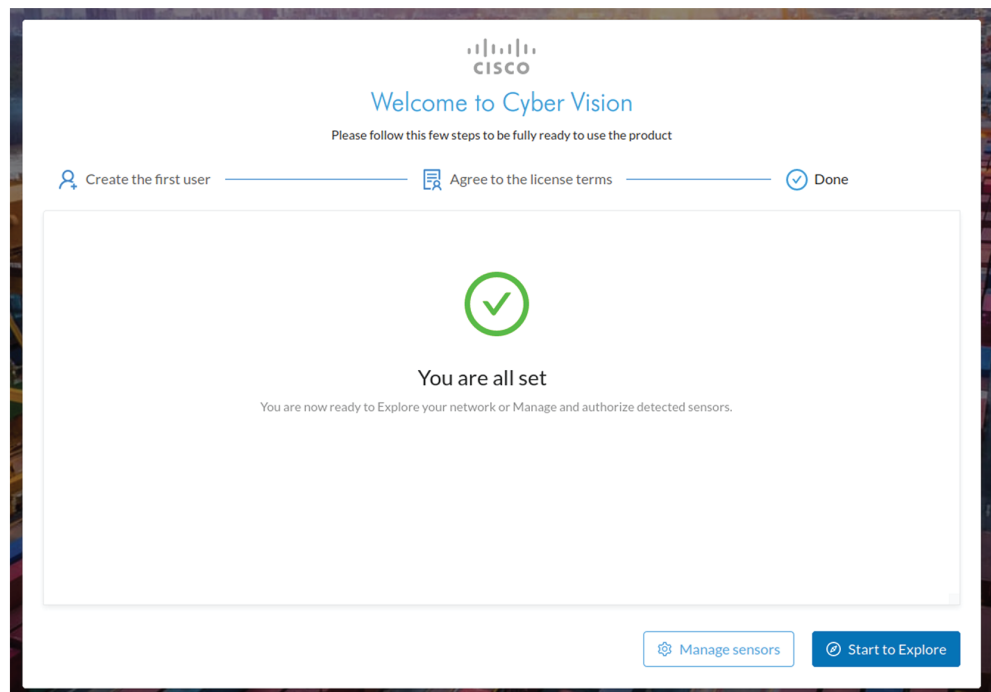 CISCO
Welcome to Cyber Vision
Please follow this few steps to be fully ready to use the product
Create the first user
Agree to the license terms
Done
You are all set
You are now ready to Explore your network or Manage and authorize detected sensors.
Manage sensors
Start to Explore